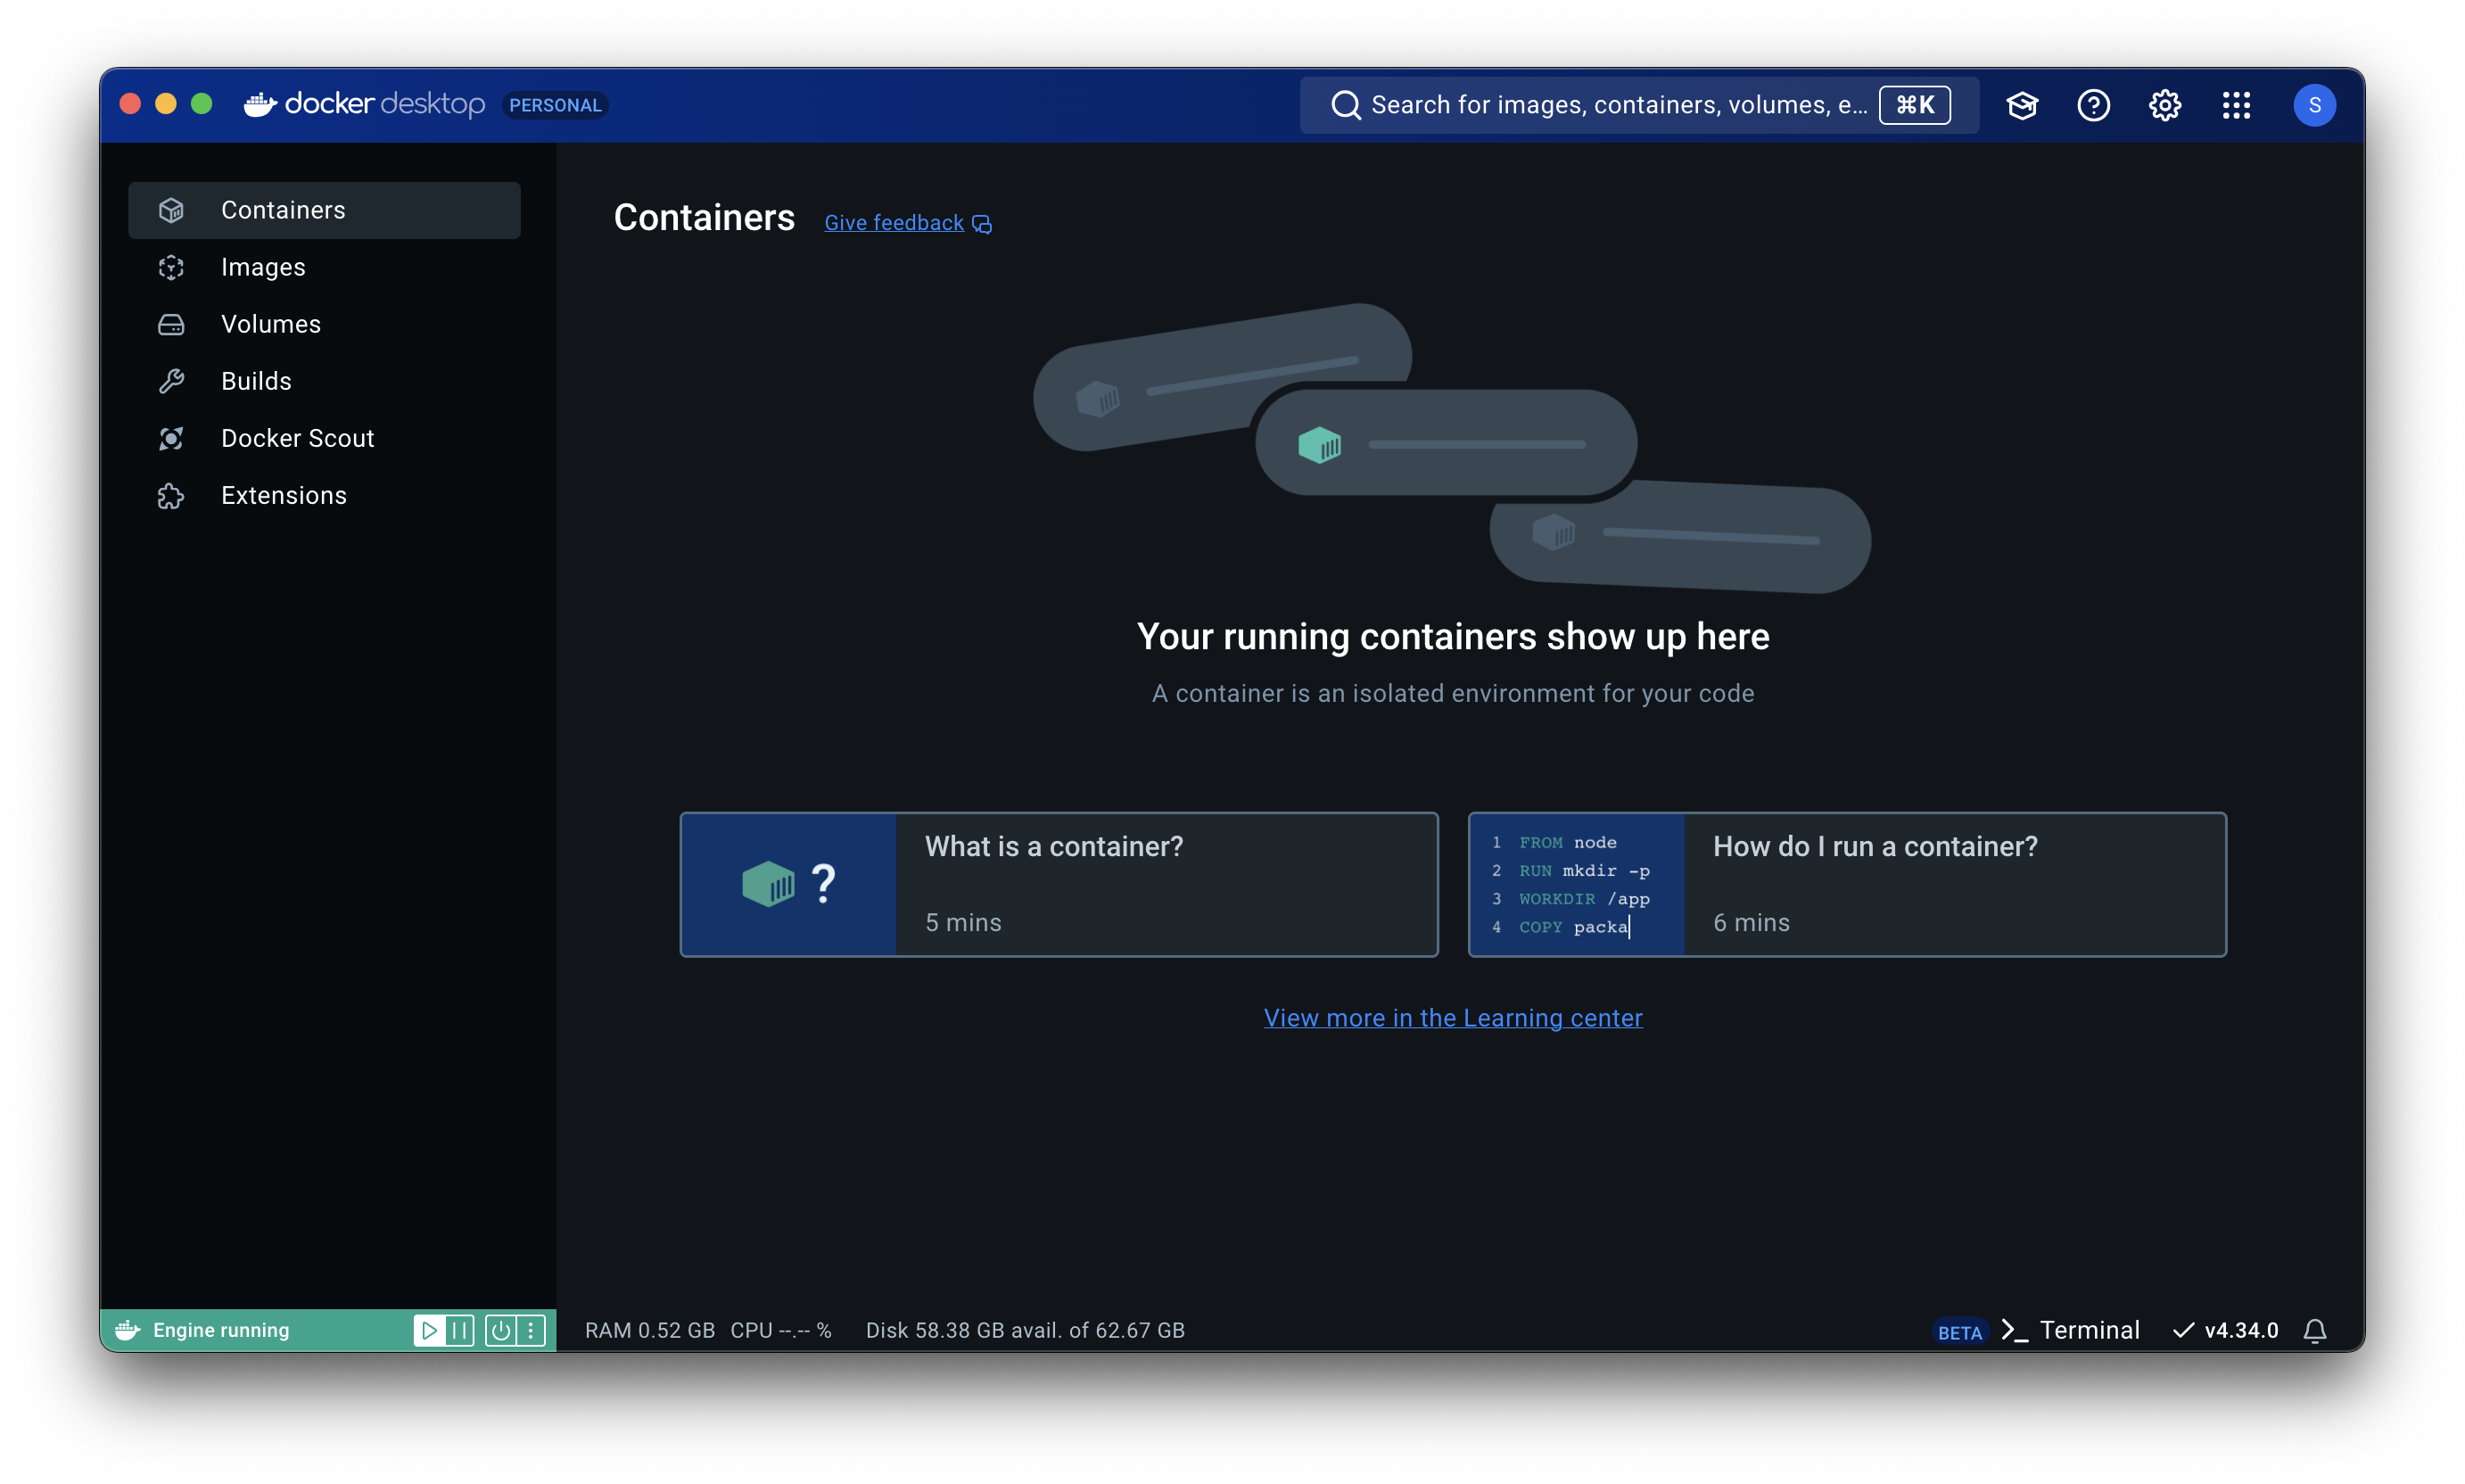 docker desktop PERSONAL
Search for images, containers, volumes, e... ⌘K
S
Containers
Images
Volumes
Builds
Docker Scout
Extensions
Containers Give feedback
Your running containers show up here
A container is an isolated environment for your code
?
What is a container?
5 mins
1 FROM node
2 RUN mkdir -p
3 WORKDIR /app
4 COPY packa
How do I run a container?
6 mins
View more in the Learning center
Engine running
RAM 0.52 GB CPU --.-- % Disk 58.38 GB avail. of 62.67 GB
BETA >_ Terminal v4.34.0